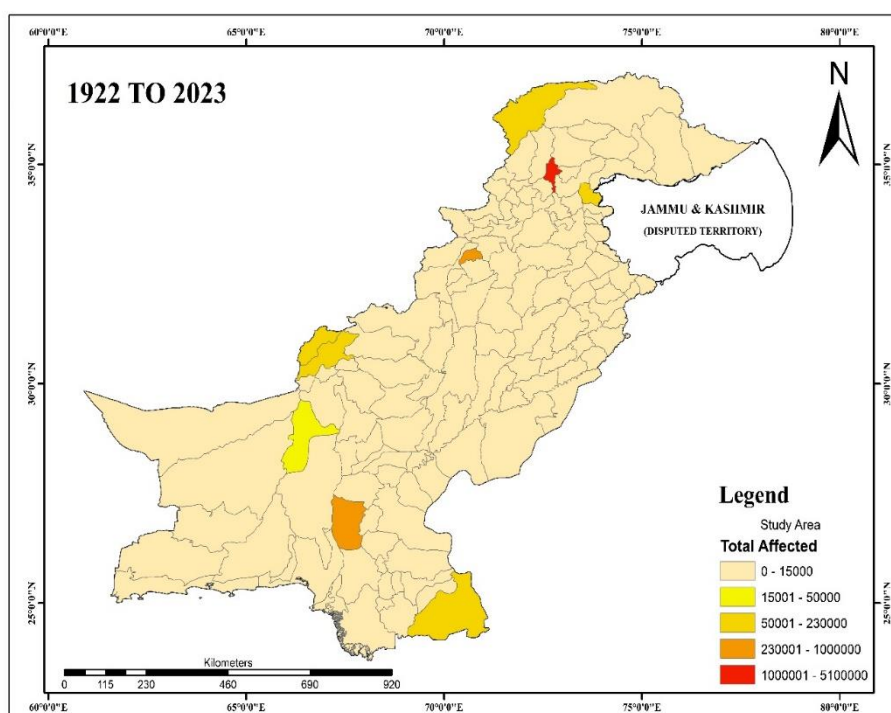 60°0'0"E 65°0'0"E 70°0'0"E 75°0'0"E 80°0'0"E
1922 TO 2023
N
35°0'0"N 35°0'0"N
JAMMU & KASHMIR
(DISPUTED TERRITORY)
30°0'0"N 30°0'0"N
Legend
Study Area
Total Affected
0 - 15000
15001 - 50000
50001 - 230000
230001 - 1000000
1000001 - 5100000
25°0'0"N 25°0'0"N
Kilometers
0 115 230 460 690 920
60°0'0"E 65°0'0"E 70°0'0"E 75°0'0"E 80°0'0"E